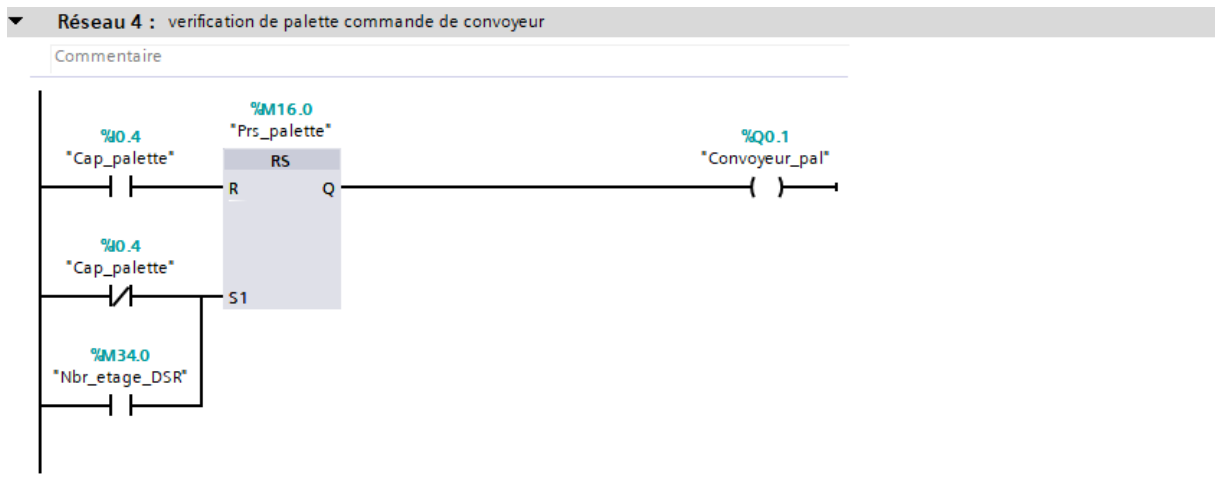 Réseau 4 : verification de palette commande de convoyeur
Commentaire
%M16.0
"Prs_palette"
%I0.4
"Cap_palette"
%Q0.1
"Convoyeur_pal"
RS
R Q
%I0.4
"Cap_palette"
S1
%M34.0
"Nbr_etage_DSR"